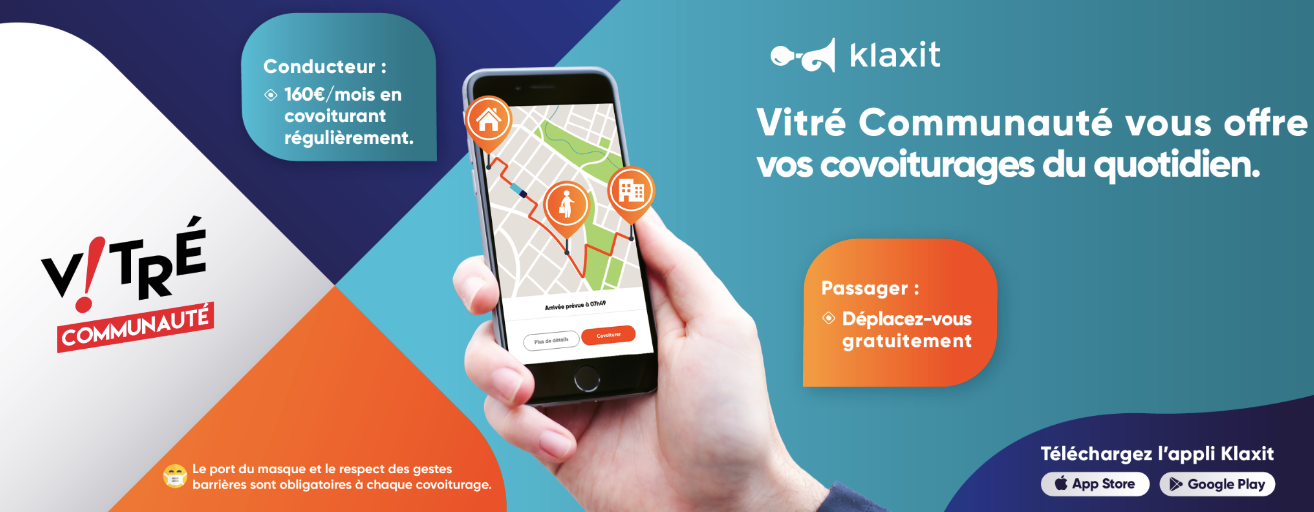 klaxit
Vitré Communauté vous offre
vos covoiturages du quotidien.
Conducteur :
160€/mois en
covoiturant
régulièrement.
V!TRÉ
COMMUNAUTÉ
Arrivée prévue à 07h49
Plus de détails
Covoiturer
Passager :
Déplacez-vous
gratuitement
Le port du masque et le respect des gestes
barrières sont obligatoires à chaque covoiturage.
Téléchargez l'appli Klaxit
App Store
Google Play